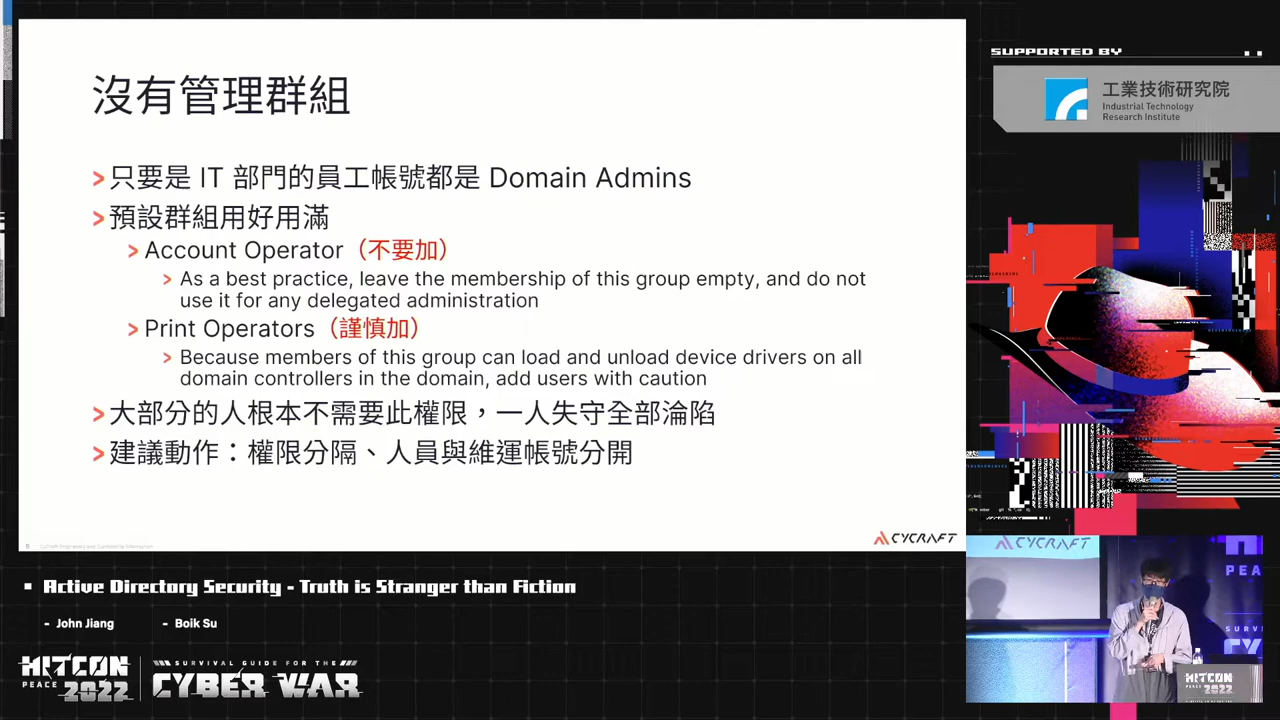 沒有管理群組
只要是 IT 部門的員工帳號都是 Domain Admins
預設群組用好用滿
Account Operator（不要加）
As a best practice, leave the membership of this group empty, and do not
use it for any delegated administration
Print Operators（謹慎加）
Because members of this group can load and unload device drivers on all
domain controllers in the domain, add users with caution
大部分的人根本不需要此權限，一人失守全部淪陷
建議動作：權限分隔、人員與維運帳號分開
CyCraft Proprietary and Confidential Information
CYCRAFT
SUPPORTED BY
工業技術研究院
Industrial Technology
Research Institute
Active Directory Security - Truth is Stranger than Fiction
- John Jiang
- Boik Su
HITCON
PEACE 2022
SURVIVAL GUIDE FOR THE
CYBER WAR
CYCRAFT
PEA
HITCON
2022